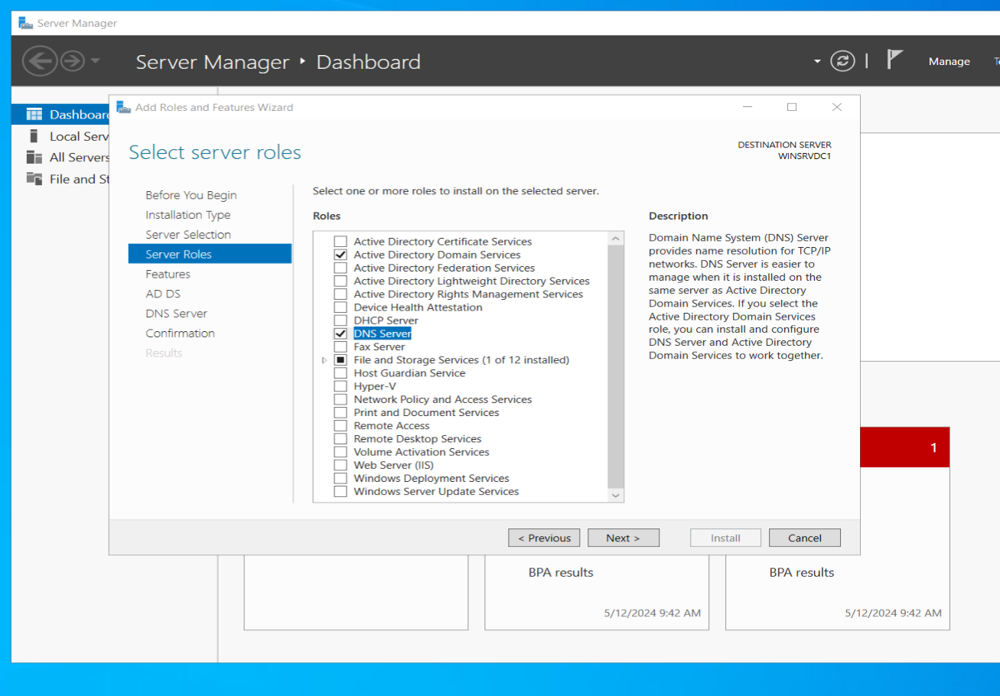 Server Manager
Server Manager ‣ Dashboard
Manage
Dashboar
Local Serv
All Servers
File and St
Add Roles and Features Wizard
Select server roles
DESTINATION SERVER
WINSRVDC1
Before You Begin
Installation Type
Server Selection
Server Roles
Features
AD DS
DNS Server
Confirmation
Results
Select one or more roles to install on the selected server.
Roles
Active Directory Certificate Services
Active Directory Domain Services
Active Directory Federation Services
Active Directory Lightweight Directory Services
Active Directory Rights Management Services
Device Health Attestation
DHCP Server
DNS Server
Fax Server
File and Storage Services (1 of 12 installed)
Host Guardian Service
Hyper-V
Network Policy and Access Services
Print and Document Services
Remote Access
Remote Desktop Services
Volume Activation Services
Web Server (IIS)
Windows Deployment Services
Windows Server Update Services
Description
Domain Name System (DNS) Server
provides name resolution for TCP/IP
networks. DNS Server is easier to
manage when it is installed on the
same server as Active Directory
Domain Services. If you select the
Active Directory Domain Services
role, you can install and configure
DNS Server and Active Directory
Domain Services to work together.
< Previous
Next >
Install
Cancel
1
BPA results
5/12/2024 9:42 AM
BPA results
5/12/2024 9:42 AM